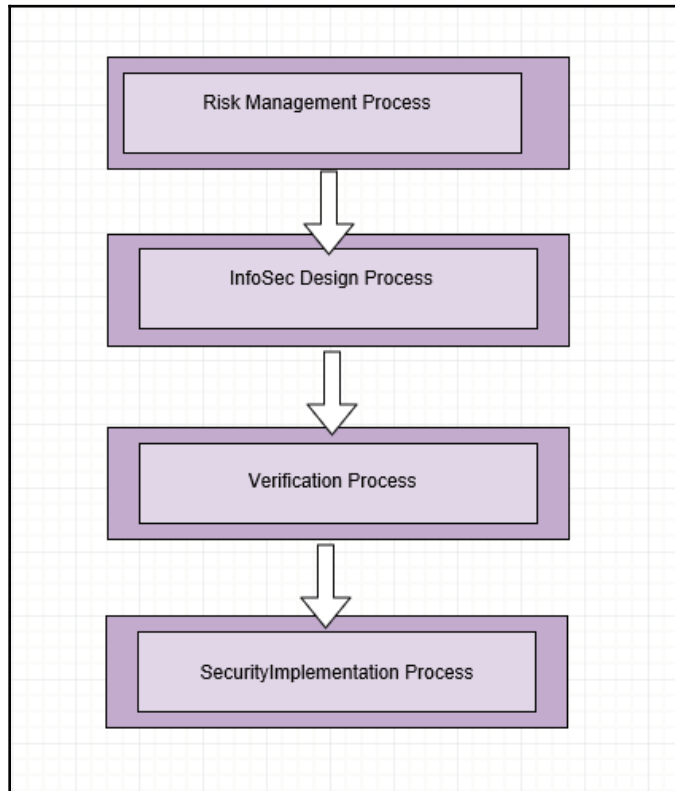 Risk Management Process
InfoSec Design Process
Verification Process
SecurityImplementation Process